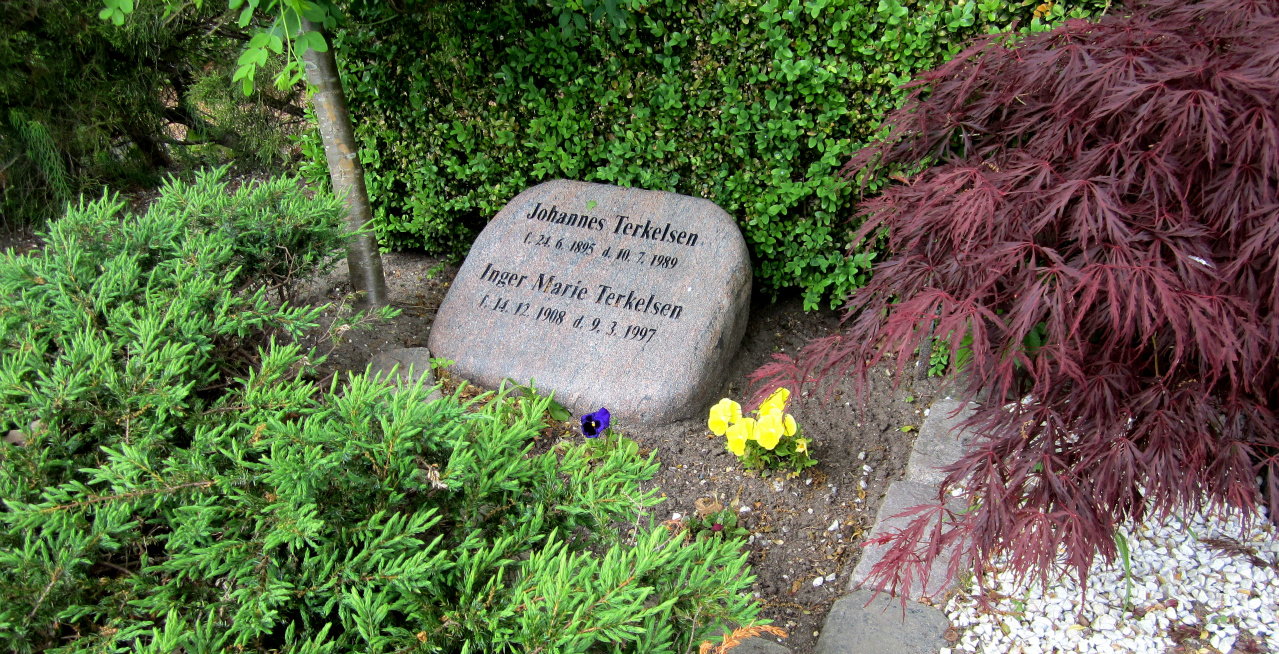 Johannes Terkelsen
f. 24. 6. 1895 d. 10. 7. 1989
Inger Marie Terkelsen
f. 14. 12. 1908 d. 9. 3. 1997